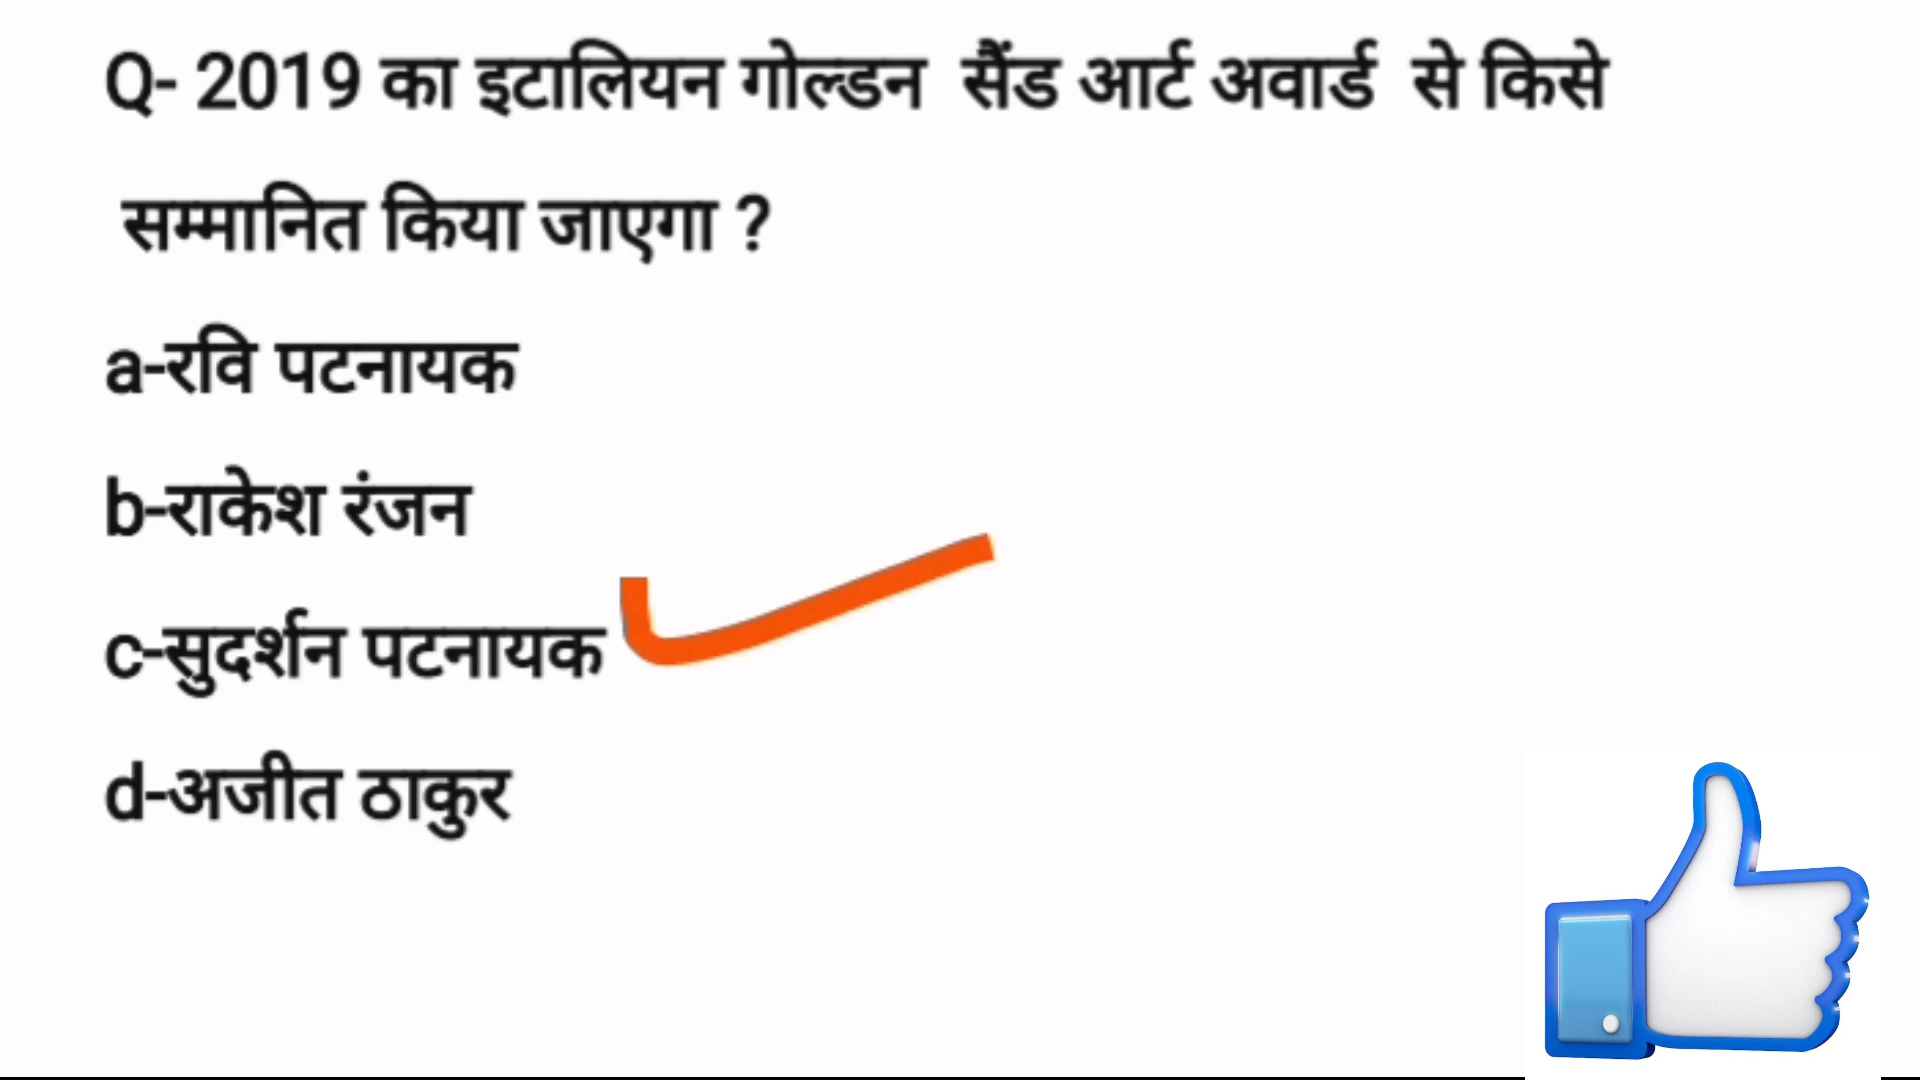 Q- 2019 का इटालियन गोल्डन सैंड आर्ट अवार्ड से किसे
सम्मानित किया जाएगा ?
a-रवि पटनायक
b-राकेश रंजन
c-सुदर्शन पटनायक
d-अजीत ठाकुर